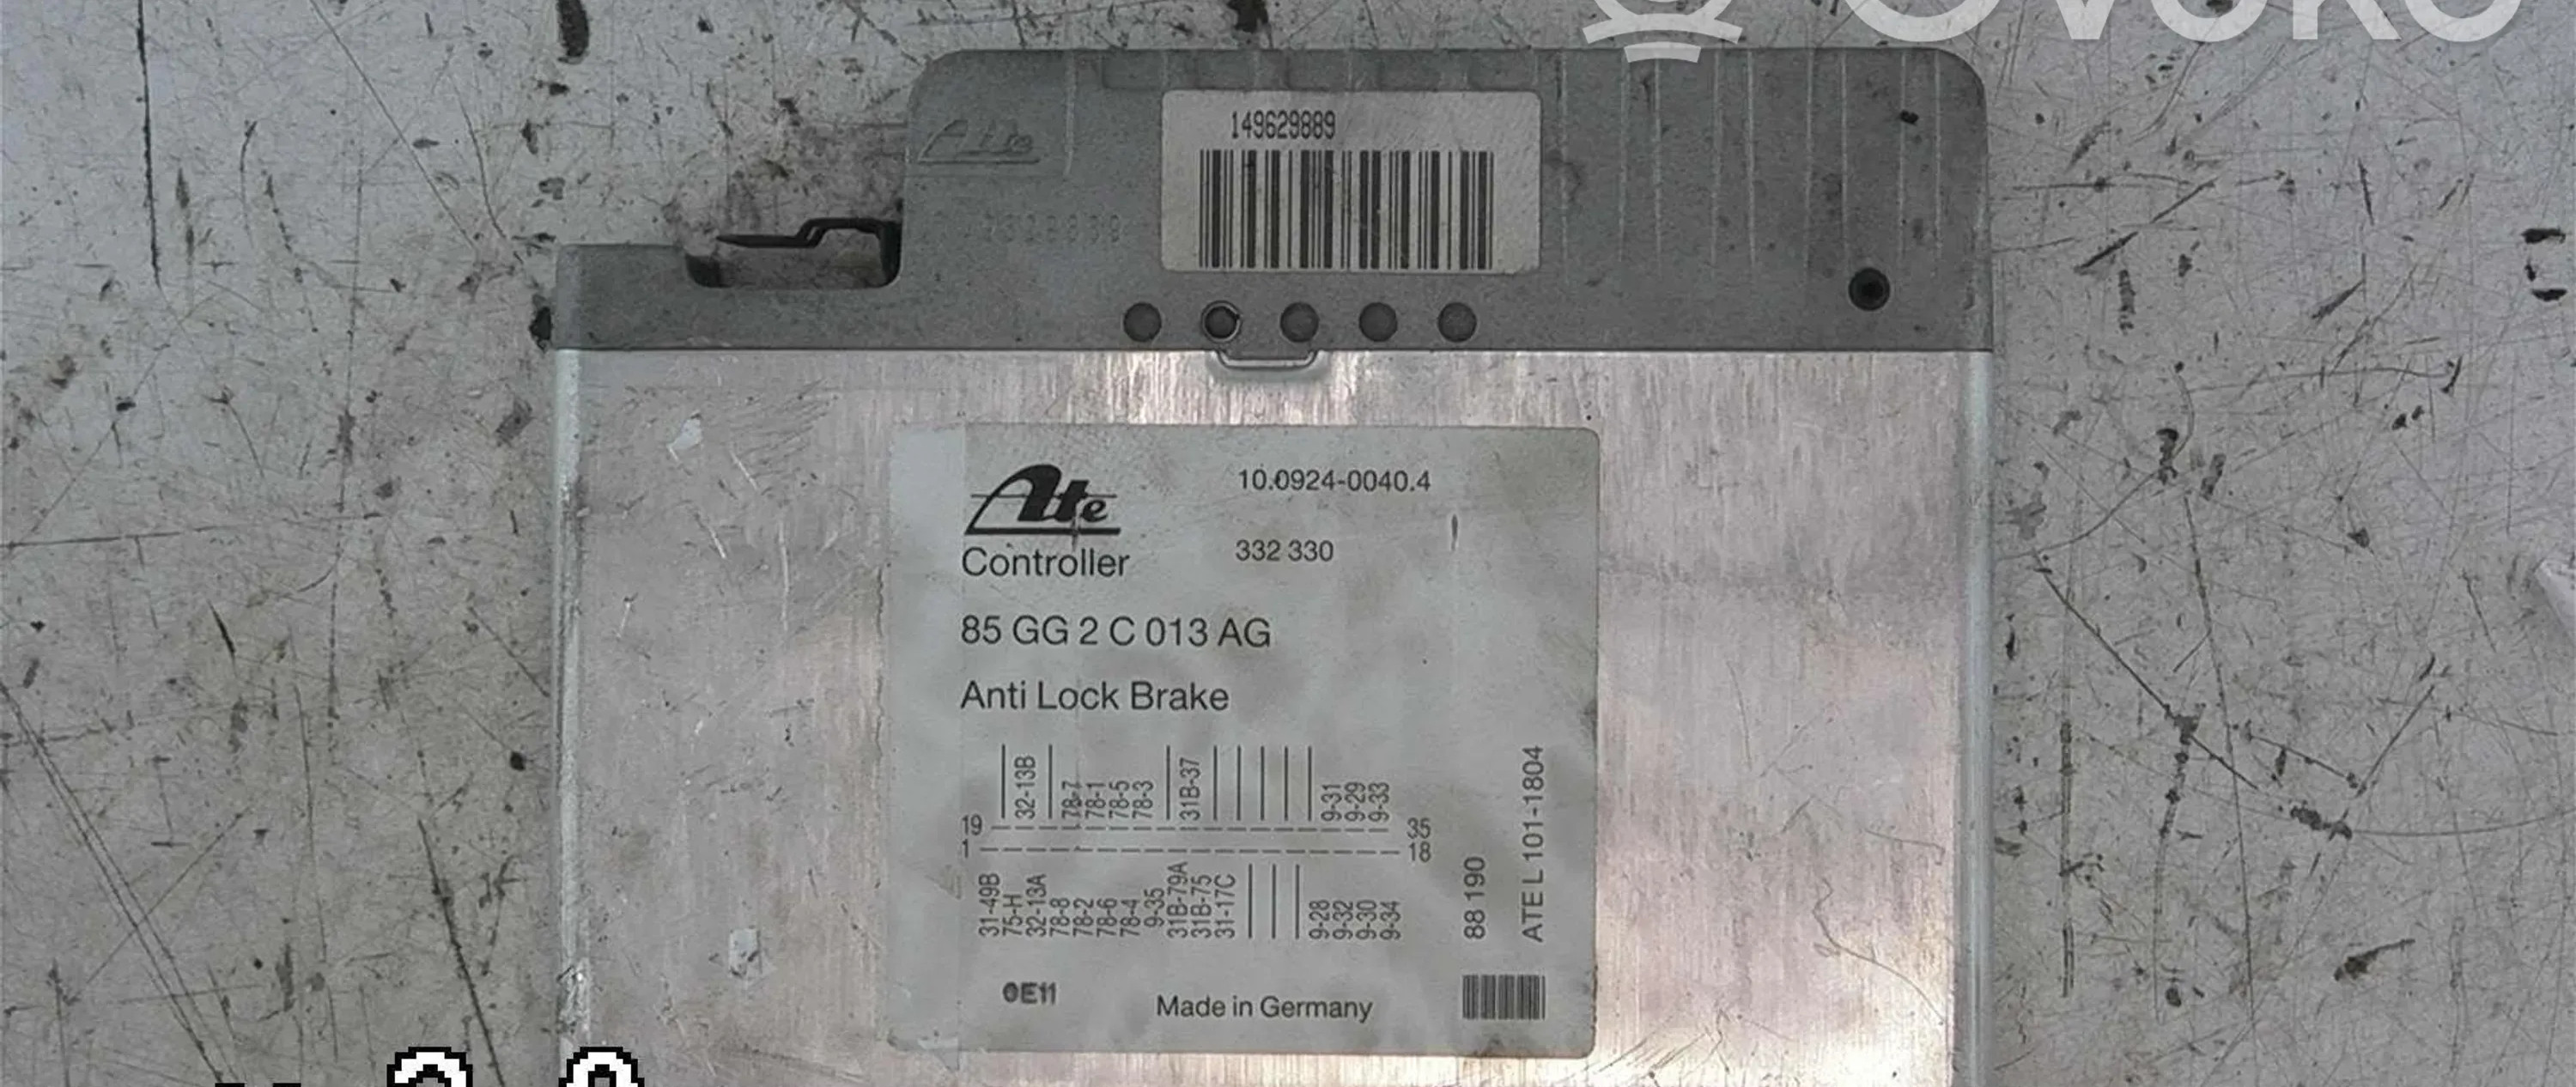 149629889
Ate
Ate
10.0924-0040.4
Controller
332 330
85 GG 2 C 013 AG
Anti Lock Brake
32-13B
78-7
78-1
78-5
78-3
31B-37
9-31
9-29
9-33
19
35
1
18
31-49B
75-H
32-13A
78-8
78-2
78-6
78-4
9-35
31B-79A
31B-75
31-17C
9-28
9-32
9-30
9-34
88 190
ATE L 101-1804
0E11
Made in Germany